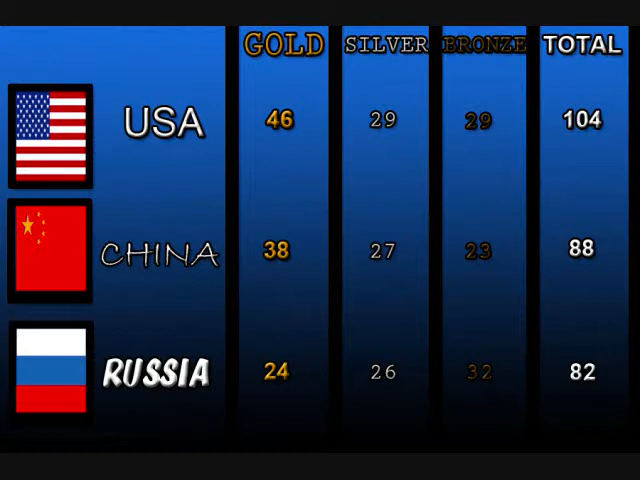 GOLD SILVER BRONZE TOTAL
USA 46 29 29 104
CHINA 38 27 23 88
RUSSIA 24 26 32 82